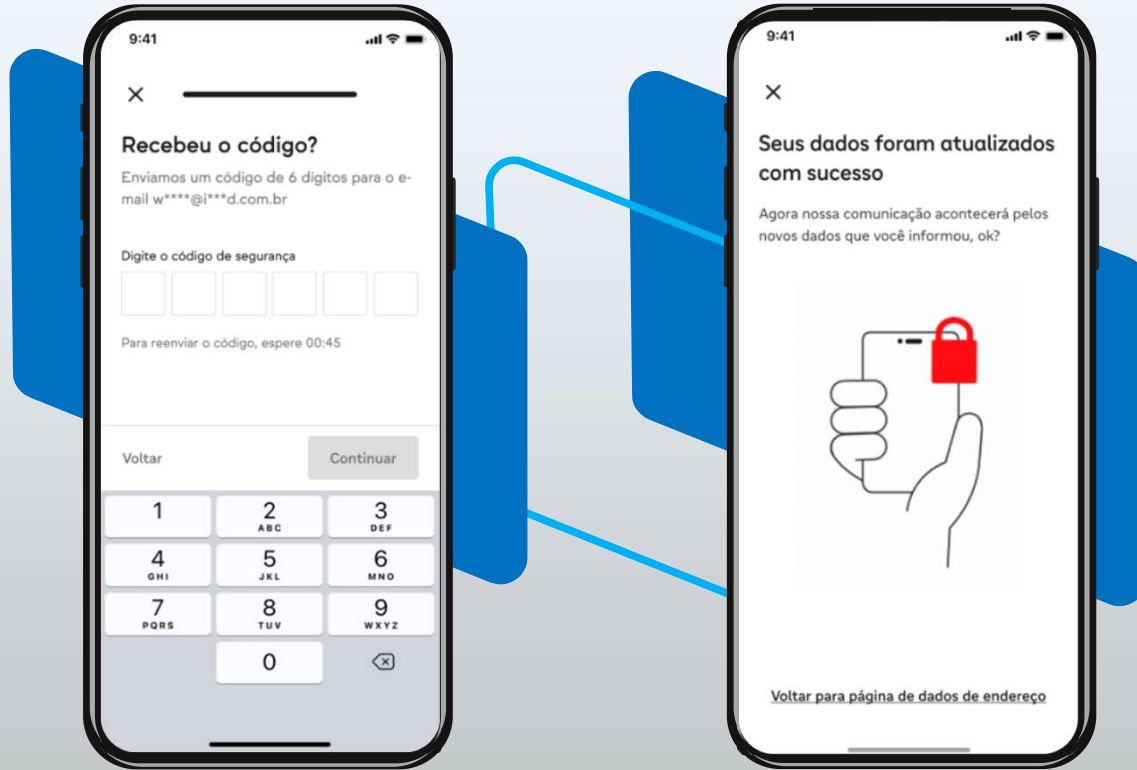 9:41
Recebeu o código?
Enviamos um código de 6 dígitos para o e-
mail w****@i***d.com.br
Digite o código de segurança
Para reenviar o código, espere 00:45
Voltar
Continuar
1
2
ABC
3
DEF
4
GHI
5
JKL
6
MNO
7
PQRS
8
TUV
9
WXYZ
0
9:41
Seus dados foram atualizados
com sucesso
Agora nossa comunicação acontecerá pelos
novos dados que você informou, ok?
Voltar para página de dados de endereço